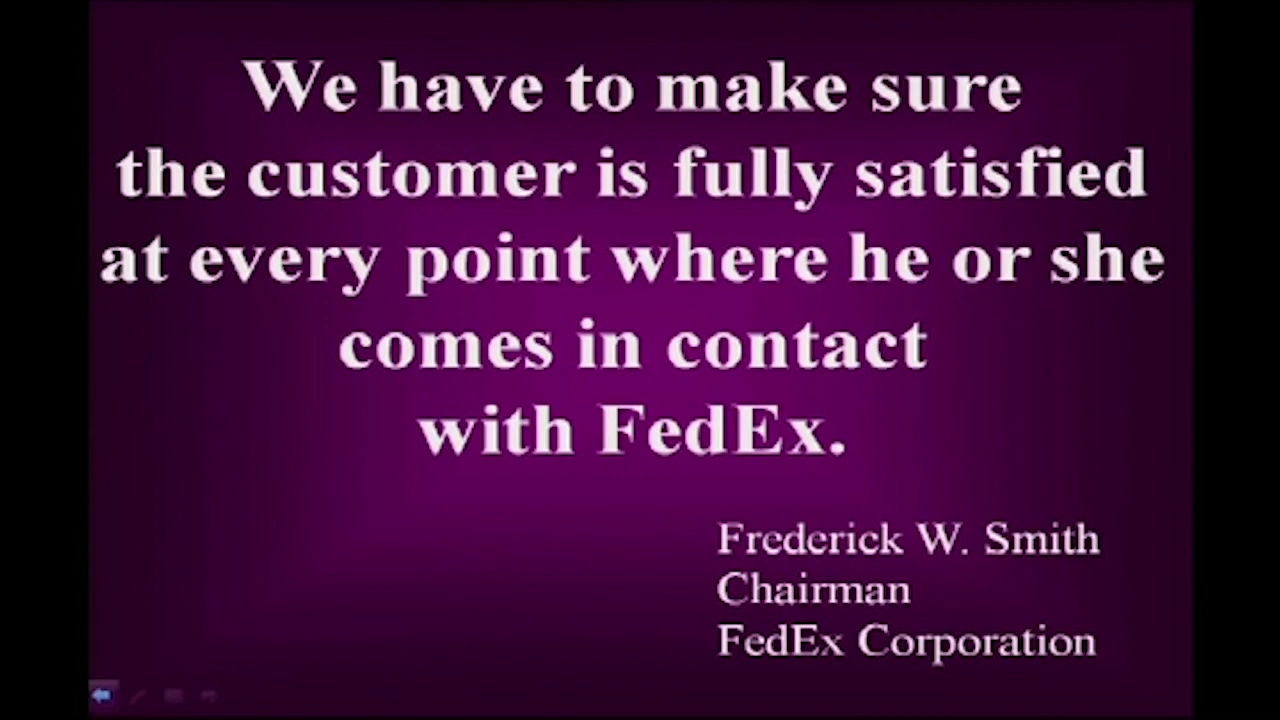 We have to make sure
the customer is fully satisfied
at every point where he or she
comes in contact
with FedEx.
Frederick W. Smith
Chairman
FedEx Corporation